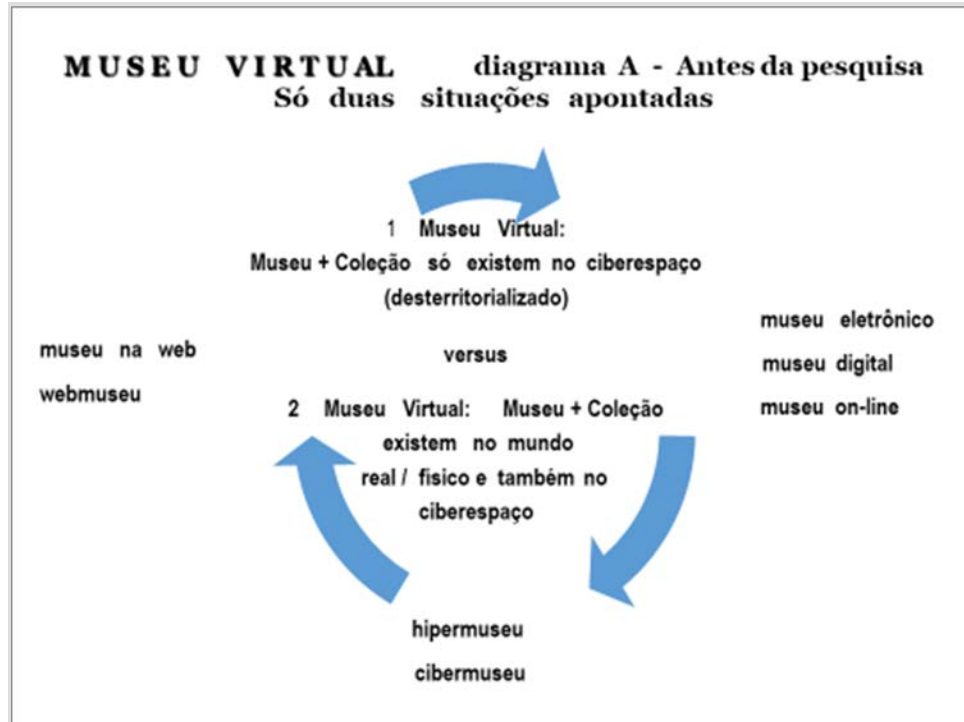 MUSEU VIRTUAL diagrama A - Antes da pesquisa
Só duas situações apontadas
1 Museu Virtual:
Museu + Coleção só existem no ciberespaço
(desterritorializado)
versus
2 Museu Virtual: Museu + Coleção
existem no mundo
real / físico e também no
ciberespaço
museu eletrônico
museu digital
museu on-line
hipermuseu
cibermuseu
museu na web
webmuseu